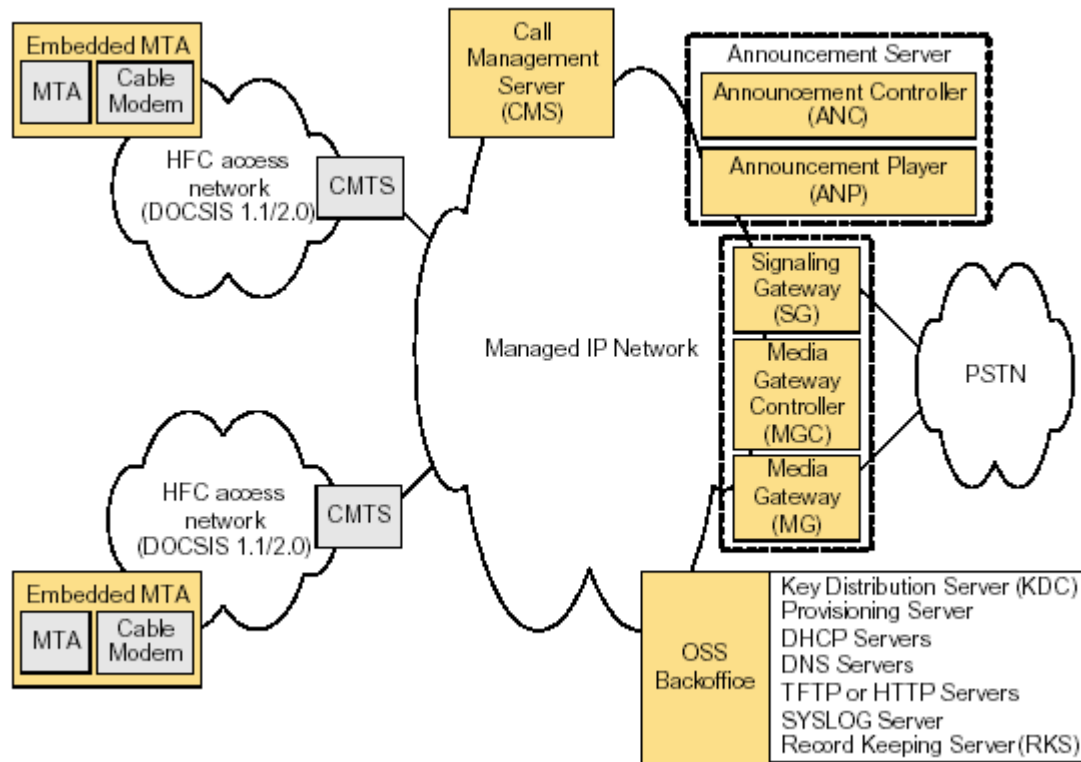 Embedded MTA
MTA
Cable
Modem
HFC access
network
(DOCSIS 1.1/2.0)
CMTS
Call
Management
Server
(CMS)
Announcement Server
Announcement Controller
(ANC)
Announcement Player
(ANP)
Managed IP Network
Signaling
Gateway
(SG)
Media
Gateway
Controller
(MGC)
Media
Gateway
(MG)
PSTN
HFC access
network
(DOCSIS 1.1/2.0)
CMTS
Embedded MTA
MTA
Cable
Modem
OSS
Backoffice
Key Distribution Server (KDC)
Provisioning Server
DHCP Servers
DNS Servers
TFTP or HTTP Servers
SYSLOG Server
Record Keeping Server (RKS)